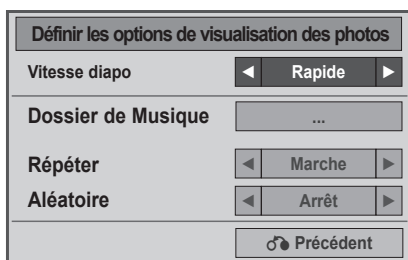 Définir les options de visualisation des photos
Vitesse diapo ◄ Rapide ►
Dossier de Musique ...
Répéter ◄ Marche ►
Aléatoire ◄ Arrêt ►
Précédent